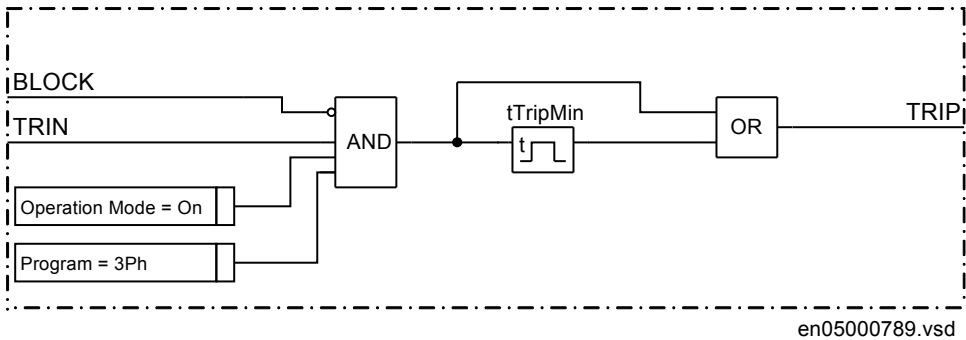 BLOCK
TRIN
AND
tTripMin
t
OR
TRIP
Operation Mode = On
Program = 3Ph
en05000789.vsd